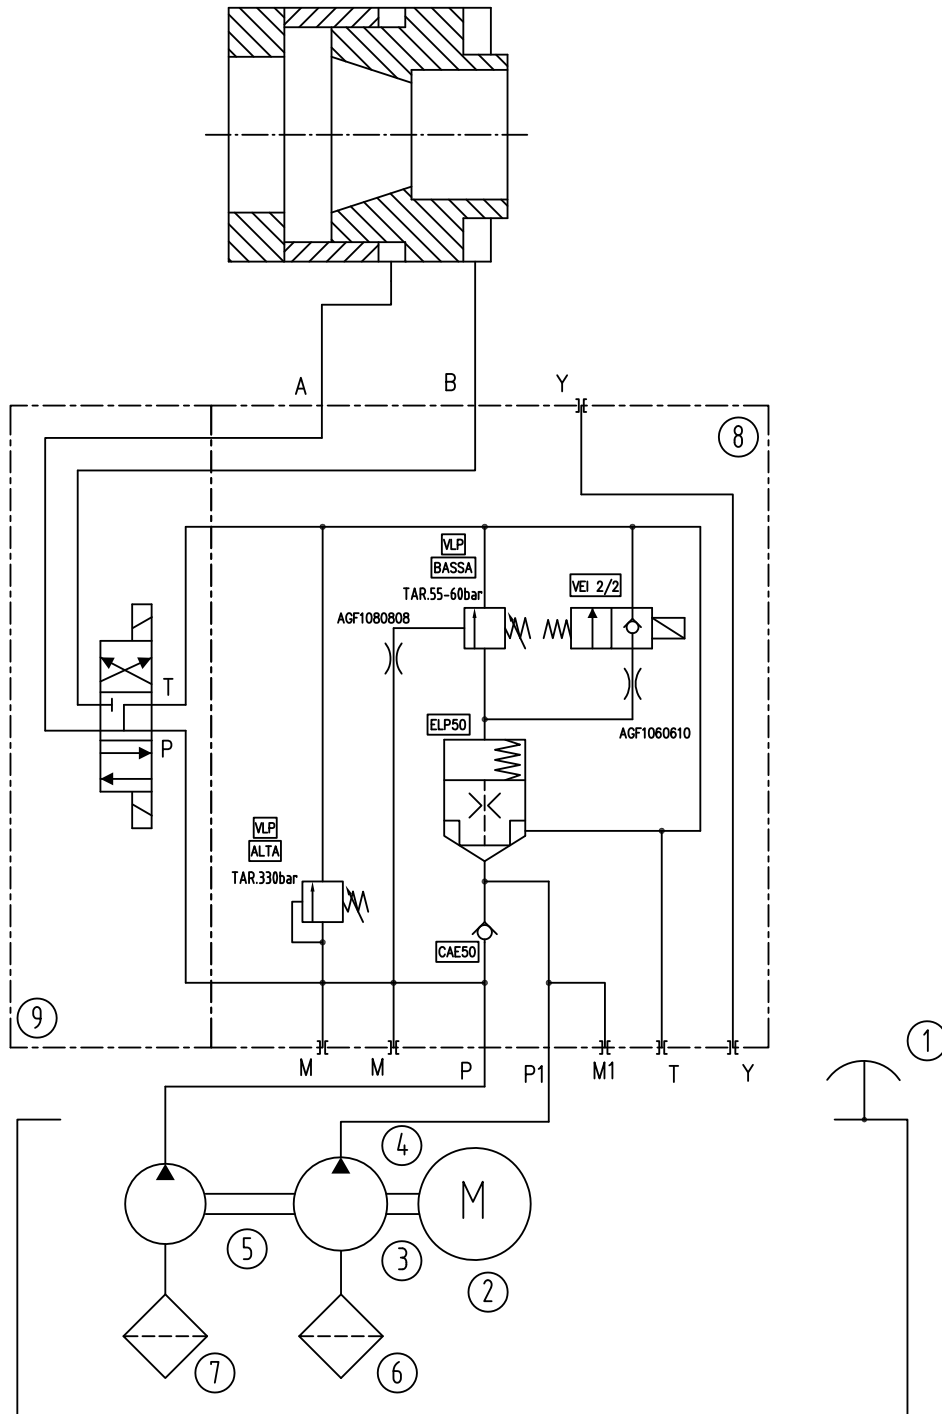 A
B
Y
8
VLP
BASSA
TAR.55-60bar
VEI 2/2
AGF1080808
T
ELP50
AGF1060610
P
VLP
ALTA
TAR.330bar
CAE50
9
1
M
M
P
P1
M1
T
Y
4
M
5
3
2
7
6